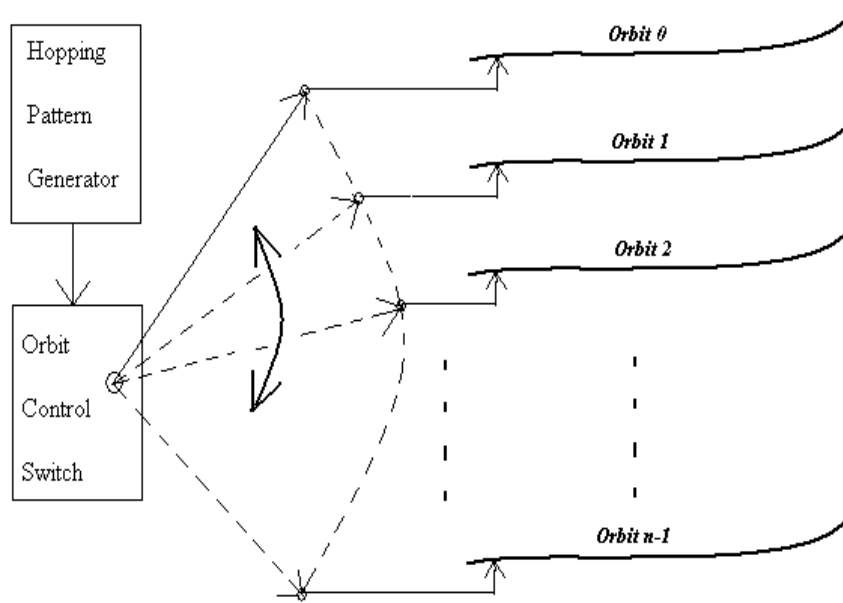 Hopping
Pattern
Generator
Orbit
Control
Switch
Orbit 0
Orbit 1
Orbit 2
Orbit n-1